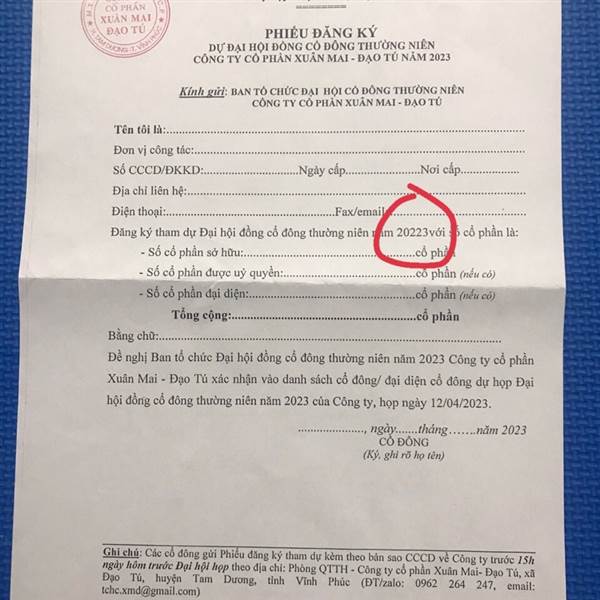 CỔ PHẦN
XUÂN MAI
ĐẠO TÚ
H. TAM DƯƠNG-T. VĨNH PHÚC
PHIẾU ĐĂNG KÝ
DỰ ĐẠI HỘI ĐỒNG CỔ ĐÔNG THƯỜNG NIÊN
CÔNG TY CỔ PHẦN XUÂN MAI - ĐẠO TÚ NĂM 2023
Kính gửi: BAN TỔ CHỨC ĐẠI HỘI CỔ ĐÔNG THƯỜNG NIÊN
CÔNG TY CỔ PHẦN XUÂN MAI - ĐẠO TÚ
Tên tôi là:
Đơn vị công tác:
Số CCCD/ĐKKD: Ngày cấp Nơi cấp
Địa chỉ liên hệ:
Điện thoại: Fax/email
Đăng ký tham dự Đại hội đồng cổ đông thường niên năm 20223với số cổ phần là:
- Số cổ phần sở hữu: cổ phần
- Số cổ phần được uỷ quyền: cổ phần (nếu có)
- Số cổ phần đại diện: cổ phần (nếu có)
Tổng cộng: cổ phần
Bằng chữ:
Đề nghị Ban tổ chức Đại hội đồng cổ đông thường niên năm 2023 Công ty cổ phần
Xuân Mai - Đạo Tú xác nhận vào danh sách cổ đông/ đại diện cổ đông dự họp Đại
hội đồng cổ đông thường niên năm 2023 của Công ty, họp ngày 12/04/2023.
, ngày.......tháng .......năm 2023
CỔ ĐÔNG
(Ký, ghi rõ họ tên)
Ghi chú: Các cổ đông gửi Phiếu đăng ký tham dự kèm theo bản sao CCCD về Công ty trước 15h
ngày hôm trước Đại hội họp theo địa chỉ: Phòng QTTH - Công ty cổ phần Xuân Mai- Đạo Tú, xã
Đạo Tú, huyện Tam Dương, tỉnh Vĩnh Phúc (ĐT/zalo: 0962 264 247, email:
tchc.xmd@gmail.com)